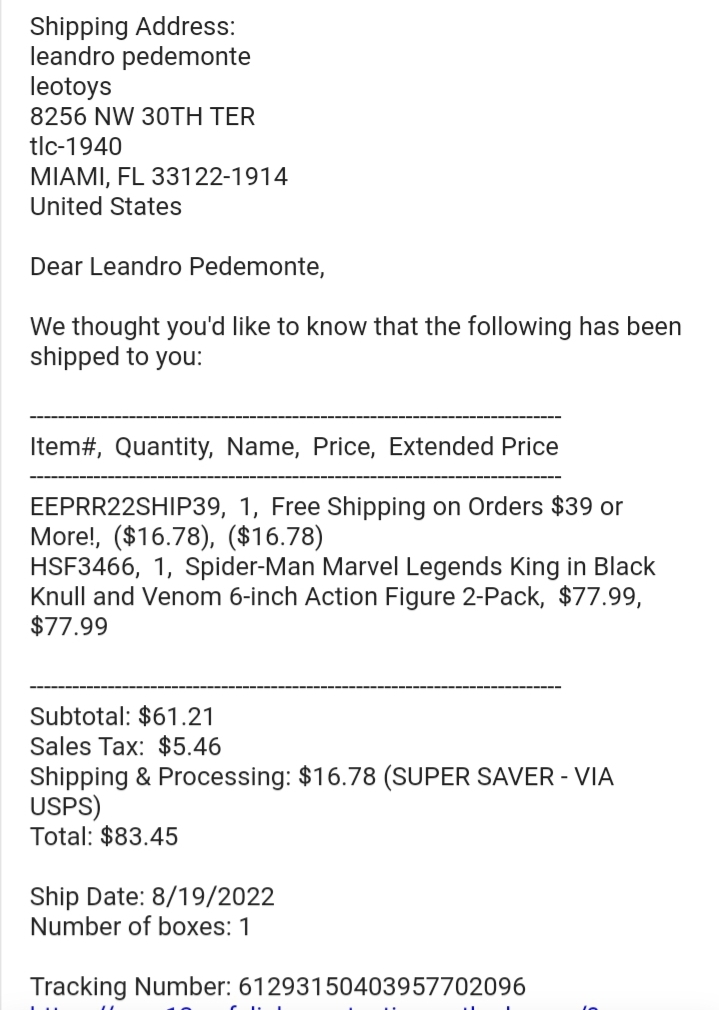 Shipping Address:
leandro pedemonte
leotoys
8256 NW 30TH TER
tlc-1940
MIAMI, FL 33122-1914
United States
Dear Leandro Pedemonte,
We thought you'd like to know that the following has been
shipped to you:
---------------------------------------------------------------------------
Item#,  Quantity,  Name,  Price,  Extended Price
---------------------------------------------------------------------------
EEPRR22SHIP39,  1,  Free Shipping on Orders $39 or
More!,  ($16.78),  ($16.78)
HSF3466,  1,  Spider-Man Marvel Legends King in Black
Knull and Venom 6-inch Action Figure 2-Pack,  $77.99,
$77.99
---------------------------------------------------------------------------
Subtotal: $61.21
Sales Tax:  $5.46
Shipping & Processing: $16.78 (SUPER SAVER - VIA
USPS)
Total: $83.45
Ship Date: 8/19/2022
Number of boxes: 1
Tracking Number: 61293150403957702096